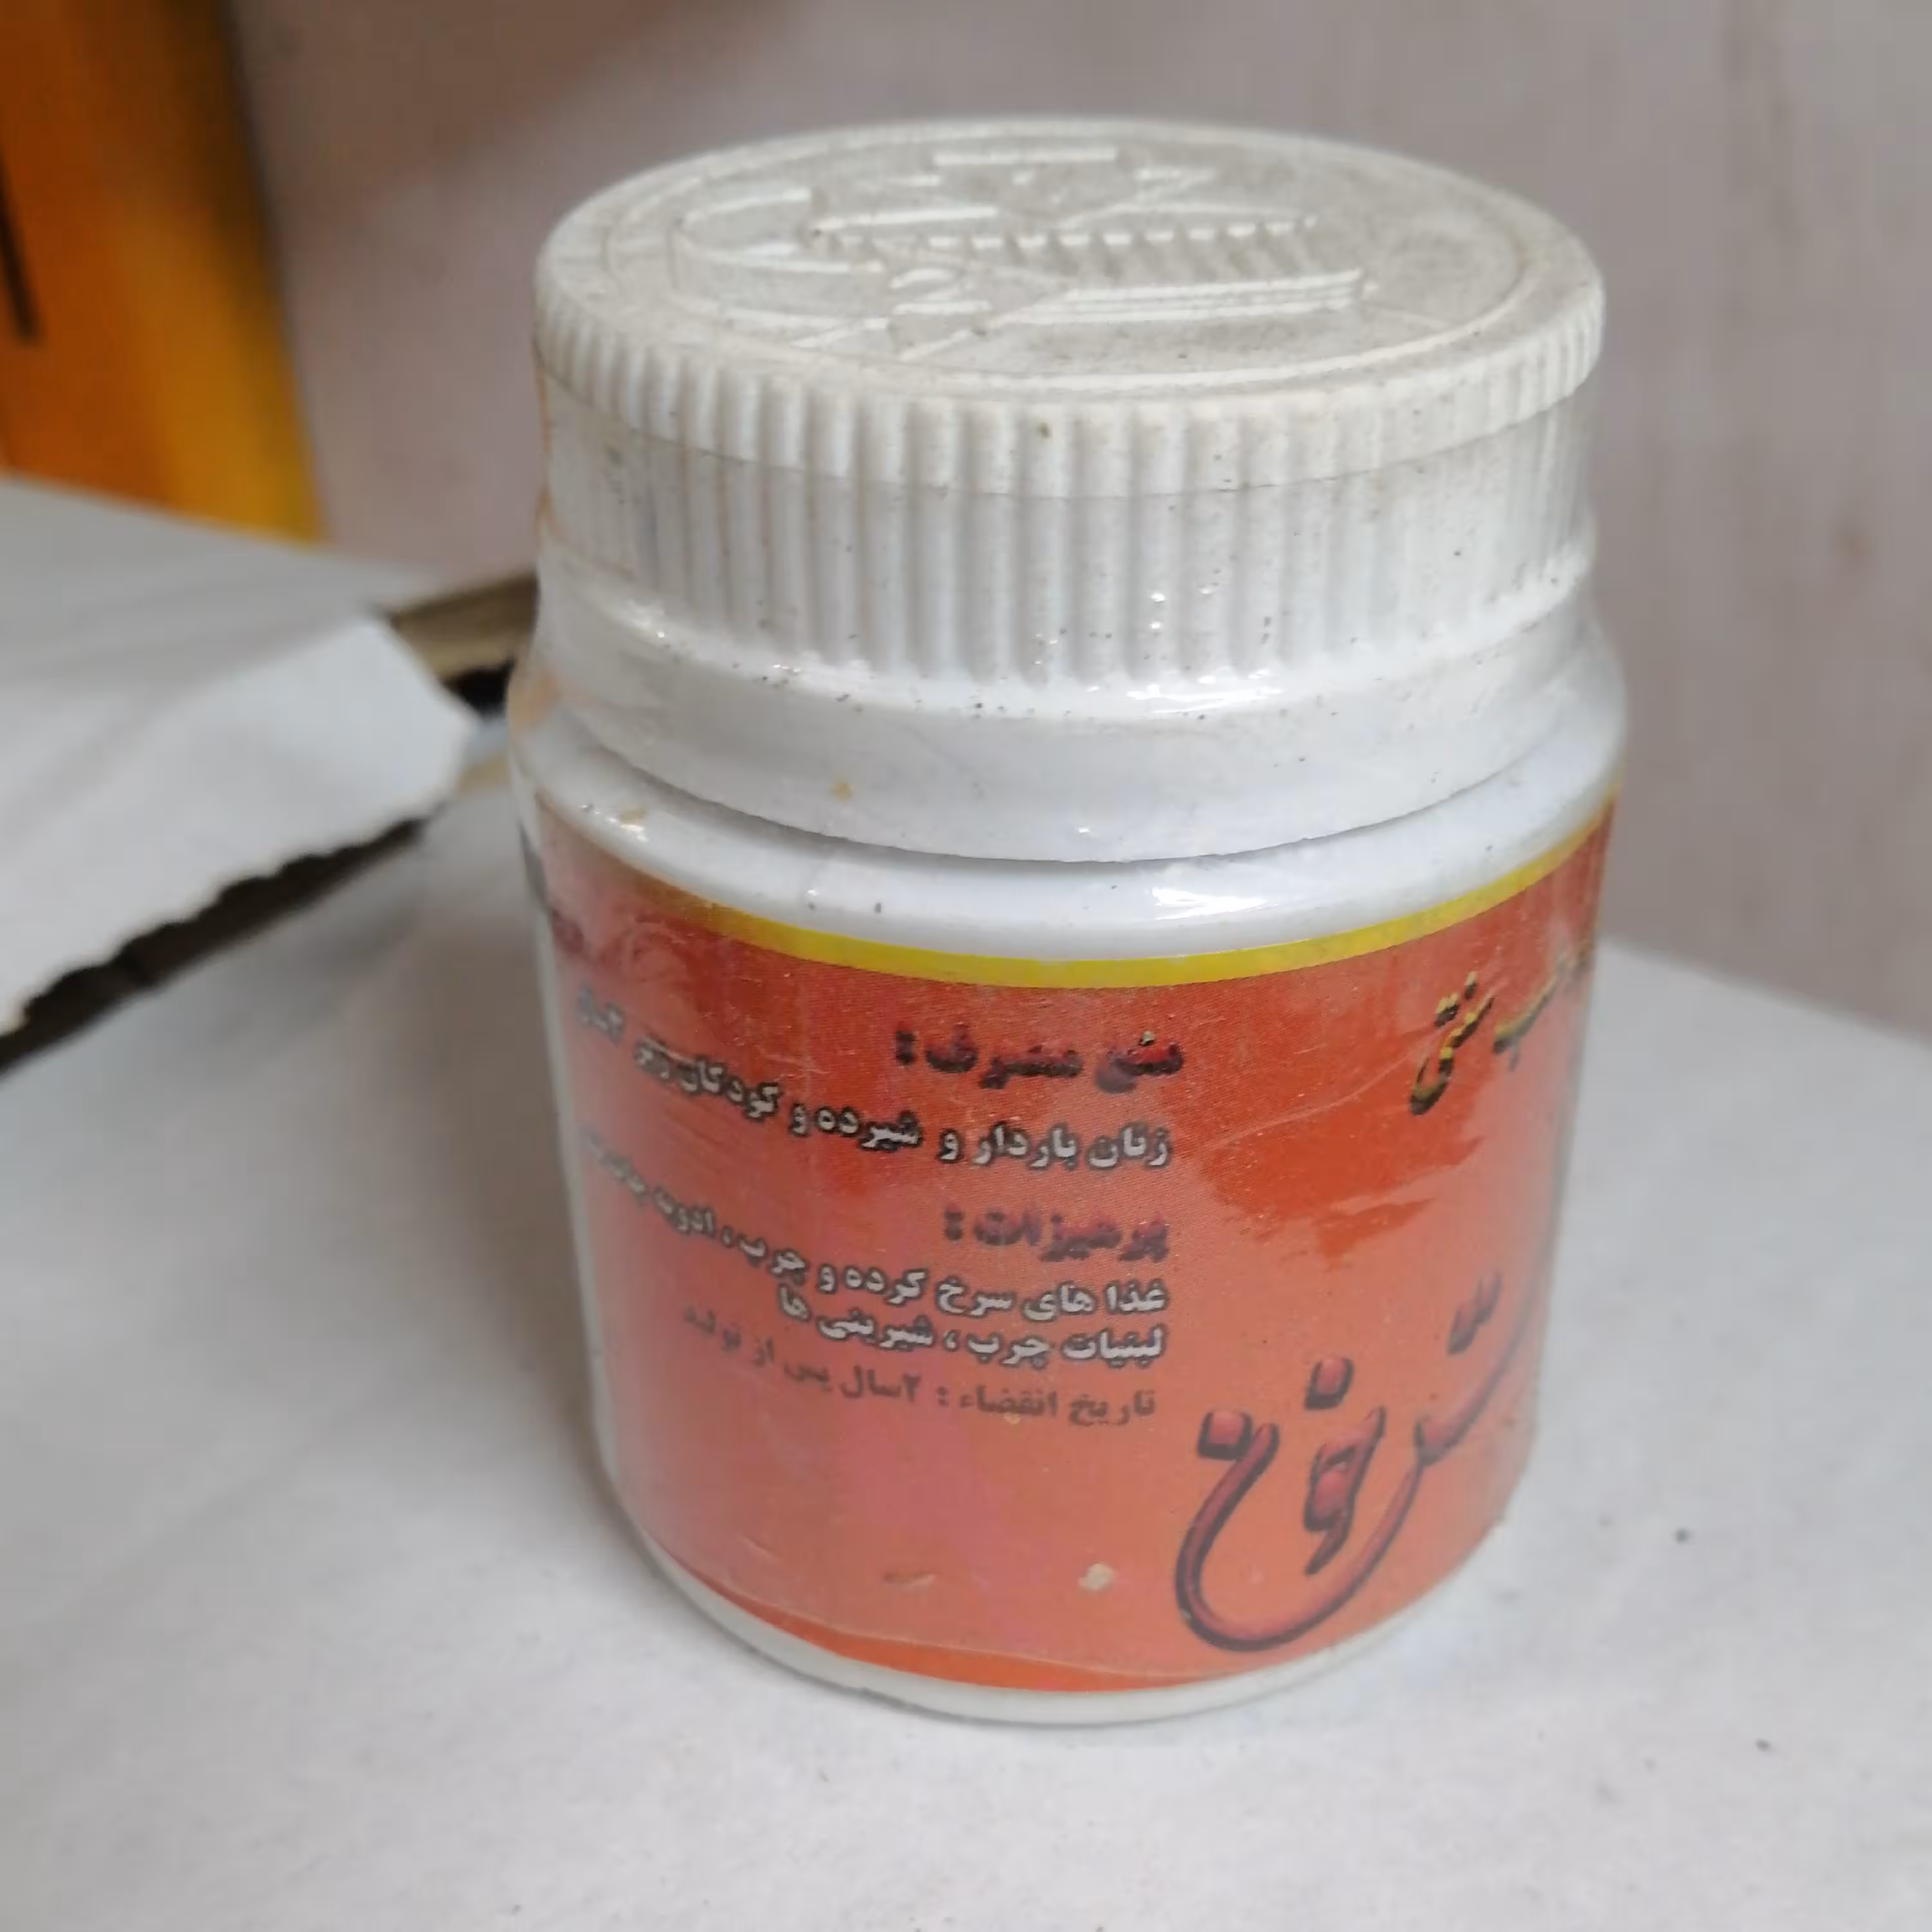 منع مصرف :
زنان باردار و شیرده و کودکان زیر ۲سال
پرهیزات :
غذا های سرخ کرده و چرب ، ادویه
لبنیات چرب ، شیرینی ها
تاریخ انقضاء : ۲سال پس از تولید